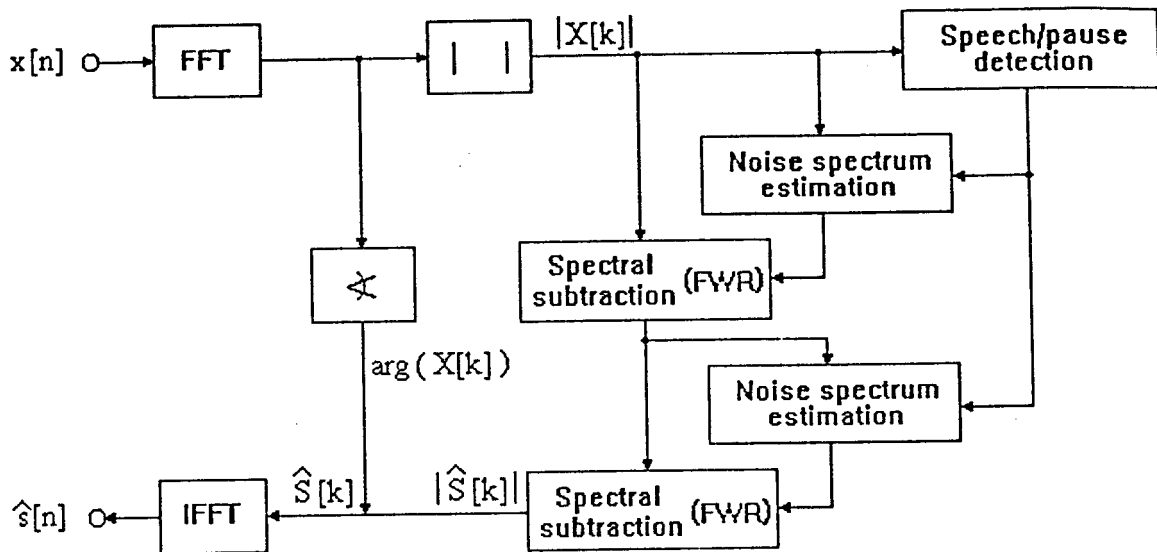 x[n]
FFT
| |
|X[k]|
Speech/pause
detection
Noise spectrum
estimation
Spectral
subtraction (FWR)
∢
arg(X[k])
Noise spectrum
estimation
ŝ[n]
IFFT
Ŝ[k]
|Ŝ[k]|
Spectral
subtraction (FWR)